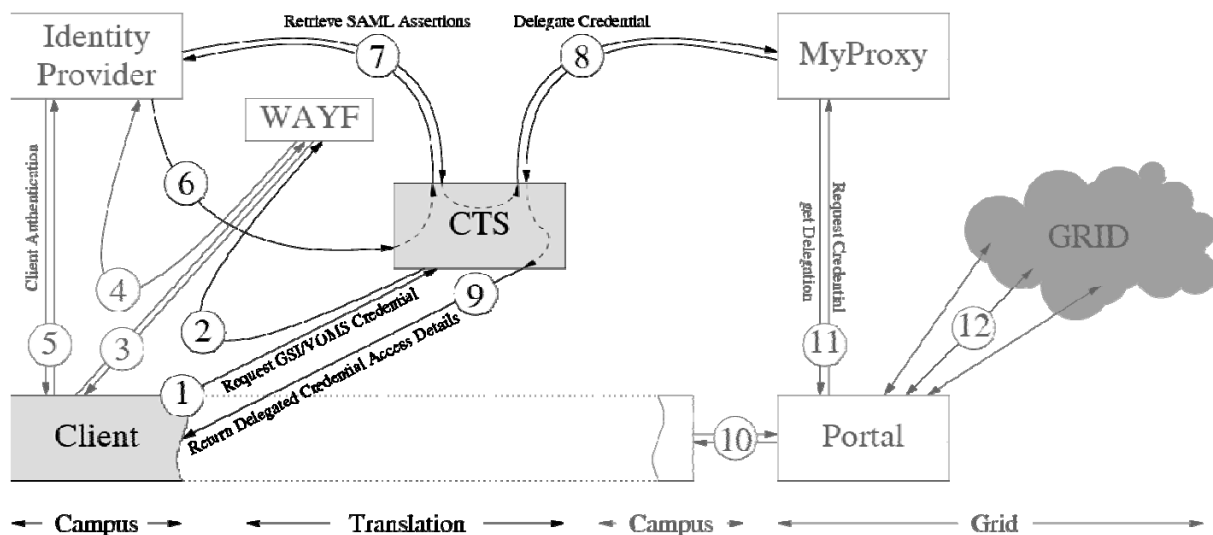 Retrieve SAML Assertions
Delegate Credential
Identity
Provider
7
8
MyProxy
WAYF
6
Client Authentication
CTS
Request Credential
get Delegation
GRID
4
9
2
Request GSI/VOMS Credential
5
3
11
12
1
Return Delegated Credential Access Details
Client
10
Portal
Campus
Translation
Campus
Grid